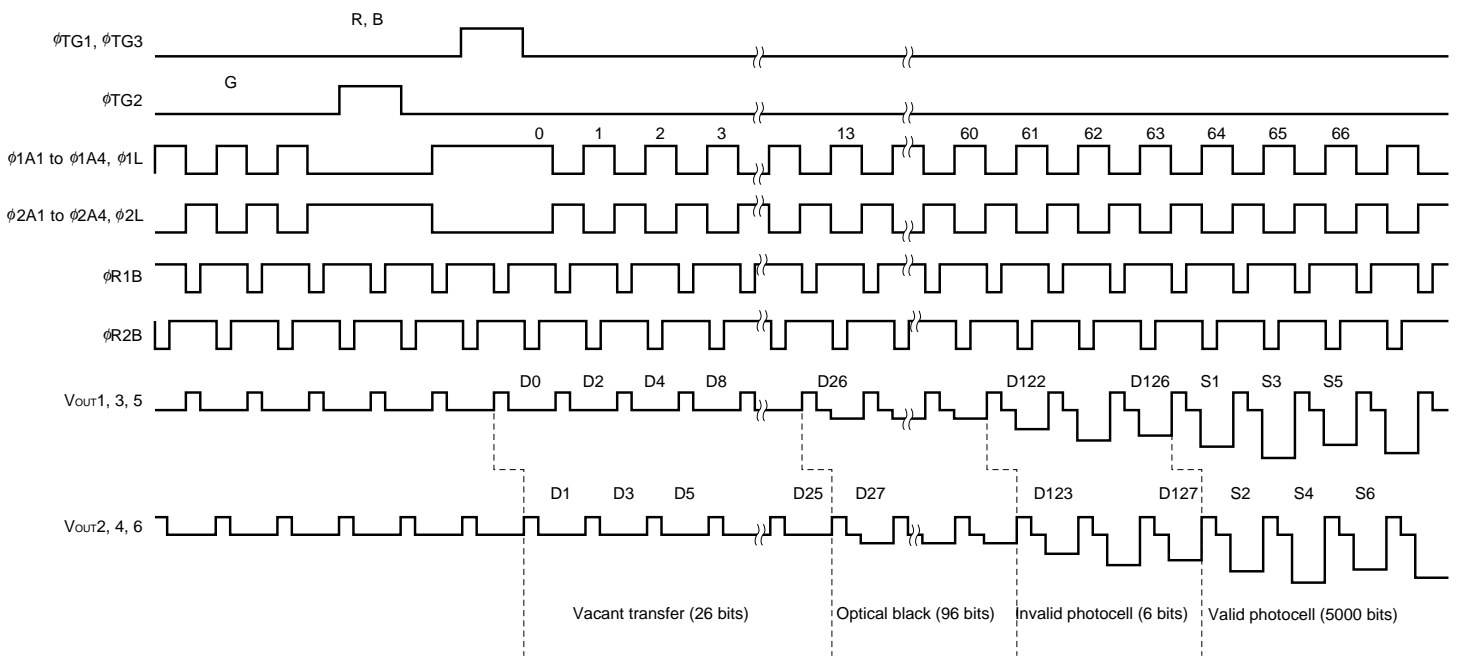 R, B
ϕTG1, ϕTG3
G
ϕTG2
0 1 2 3 13 60 61 62 63 64 65 66
ϕ1A1 to ϕ1A4, ϕ1L
ϕ2A1 to ϕ2A4, ϕ2L
ϕR1B
ϕR2B
D0 D2 D4 D8 D26 D122 D126 S1 S3 S5
VOUT1, 3, 5
D1 D3 D5 D25 D27 D123 D127 S2 S4 S6
VOUT2, 4, 6
Vacant transfer (26 bits) Optical black (96 bits) Invalid photocell (6 bits) Valid photocell (5000 bits)